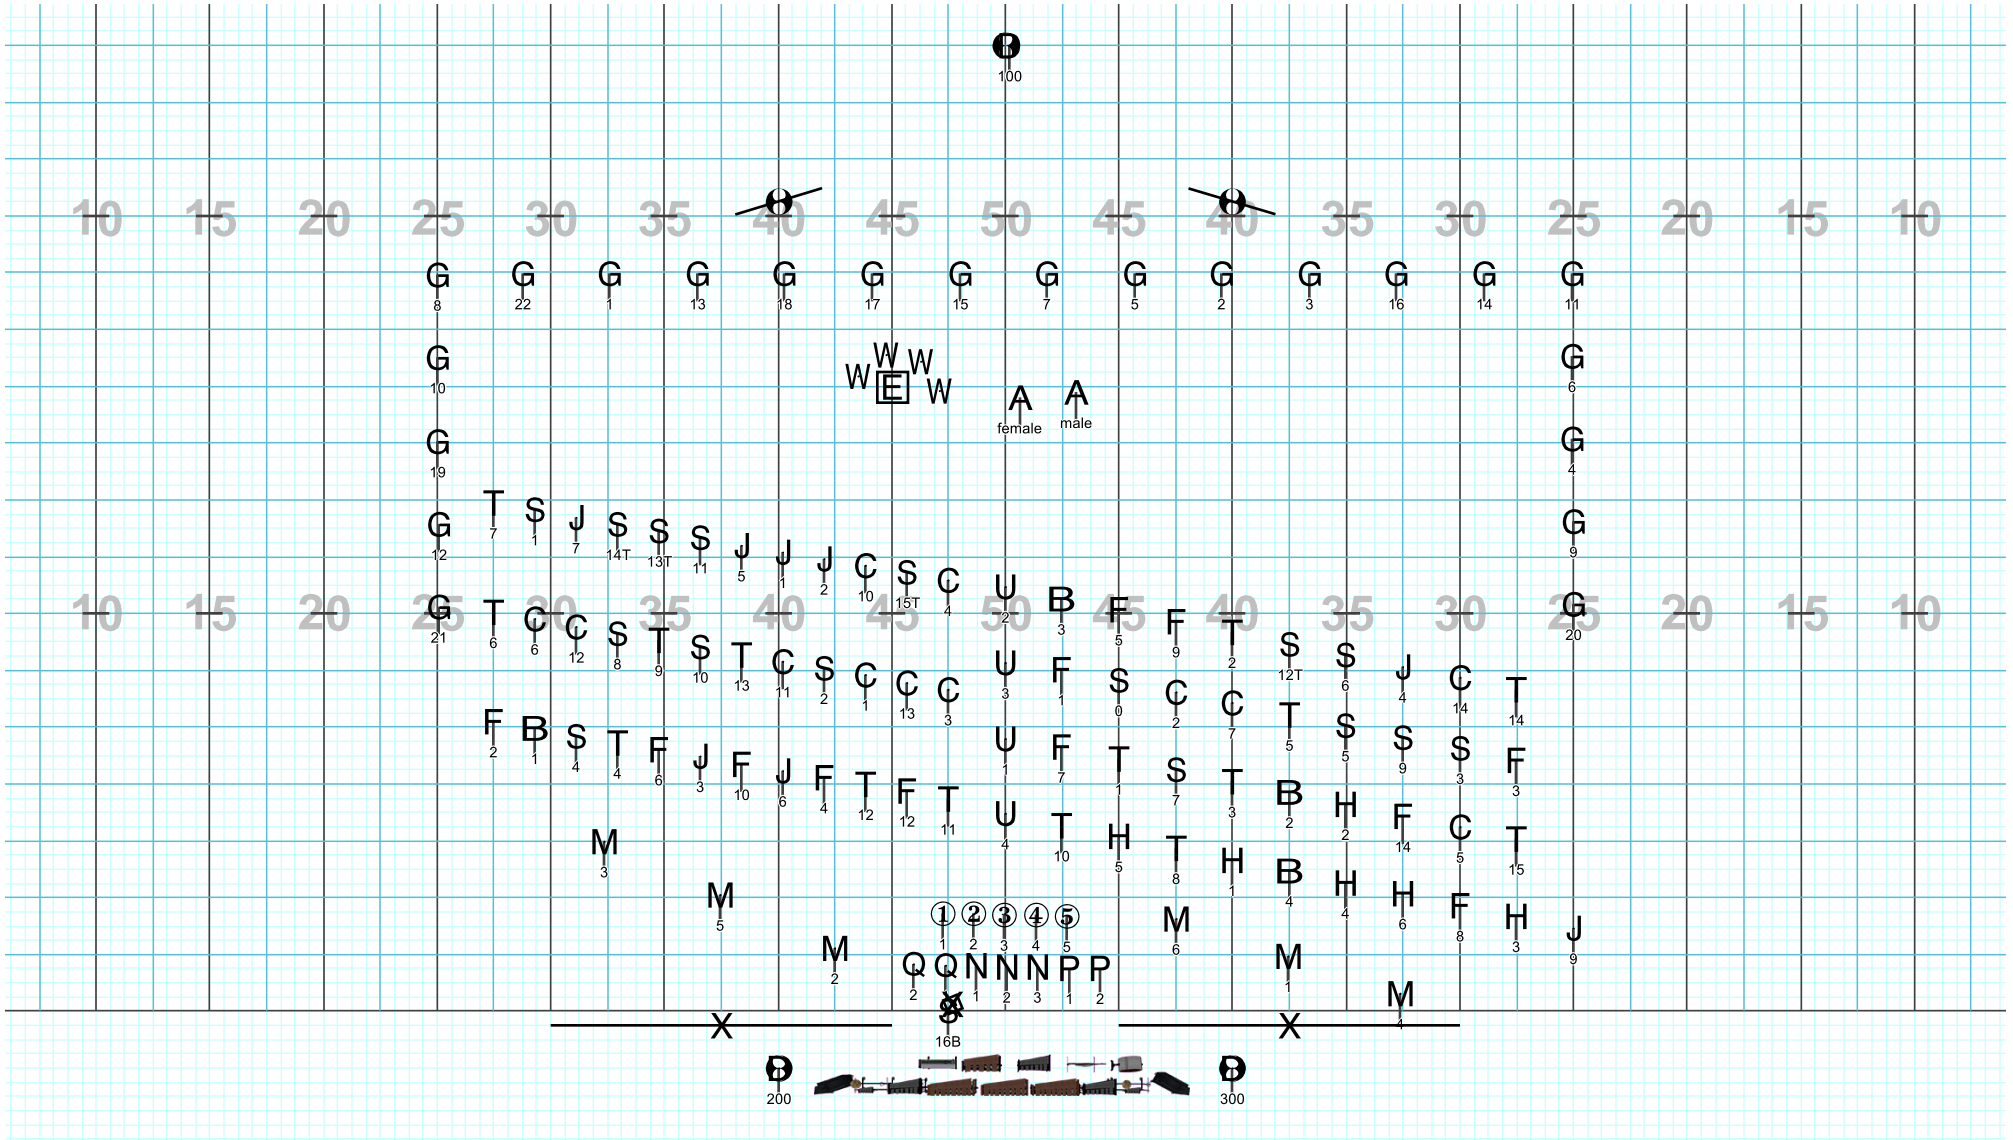 100
10 15 20 25 30 35 40 45 50 45 40 35 30 25 20 15 10
G G G G G G G G G G G G G G
8 22 1 13 18 17 15 7 5 2 3 16 14 11
W W W W E
G A A G
10 female male 6
G G
19 4
G T S J S S S J J J C S C G
12 7 1 7 14T 13T 11 5 1 2 10 15T 4 9
10 15 20 25 30 35 40 45 50 45 40 35 30 25 20 15 10
U B F F T S S J C T
2 3 5 9 2 12T 6 4 14 14
G T C C S T S T C S C C C G
21 6 6 12 8 9 10 13 11 2 1 13 3 20
U F S C C T S S S F
3 1 0 2 7 5 5 9 3 3
F B S T F J F J F T F T
2 1 4 4 6 3 10 6 4 12 12 11
U F T S T B H F C T
1 7 1 7 3 2 2 14 5 15
U T H T H B H H F H J
4 10 5 8 1 4 4 6 8 3 9
M M M M M M
3 5 2 6 1 4
① ② ③ ④ ⑤
1 2 3 4 5
Q Q N N N P P
2 1 2 3 1 2
S
16B
X X
200 300